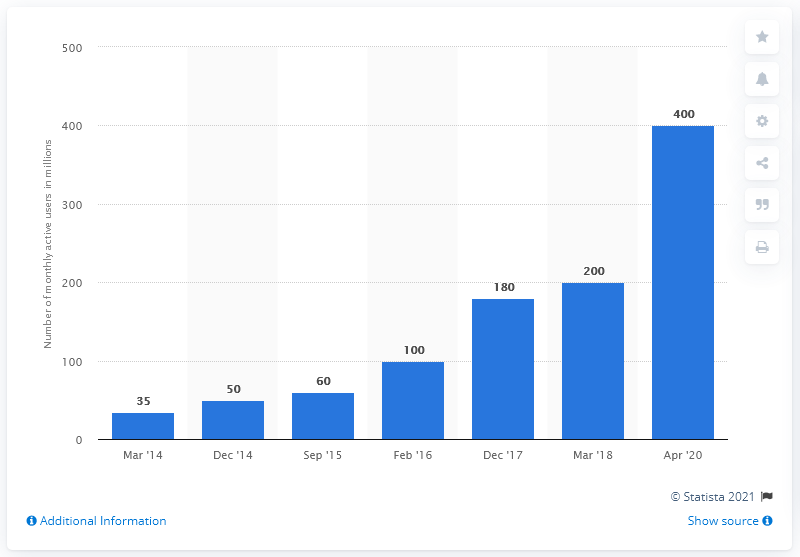 500
400
300
200
100
0
Number of monthly active users in millions
35
50
60
100
180
200
400
Mar '14
Dec '14
Sep '15
Feb '16
Dec '17
Mar '18
Apr '20
© Statista 2021
Additional Information
Show source